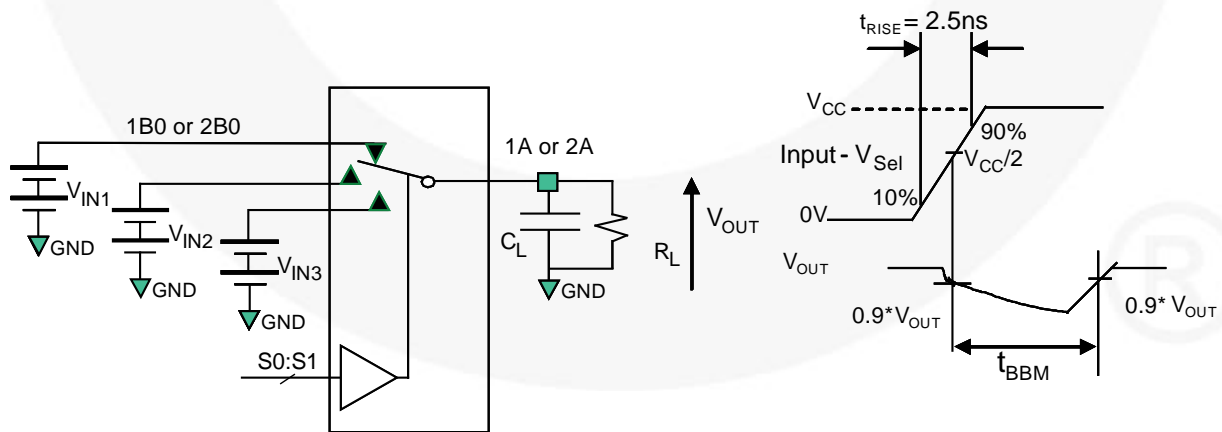 1B0 or 2B0
V_IN1
GND
V_IN2
GND
V_IN3
GND
S0:S1
1A or 2A
C_L
GND
R_L
V_OUT
t_RISE = 2.5ns
V_CC
90%
Input - V_Sel
V_CC/2
10%
0V
V_OUT
0.9*V_OUT
0.9* V_OUT
t_BBM
®